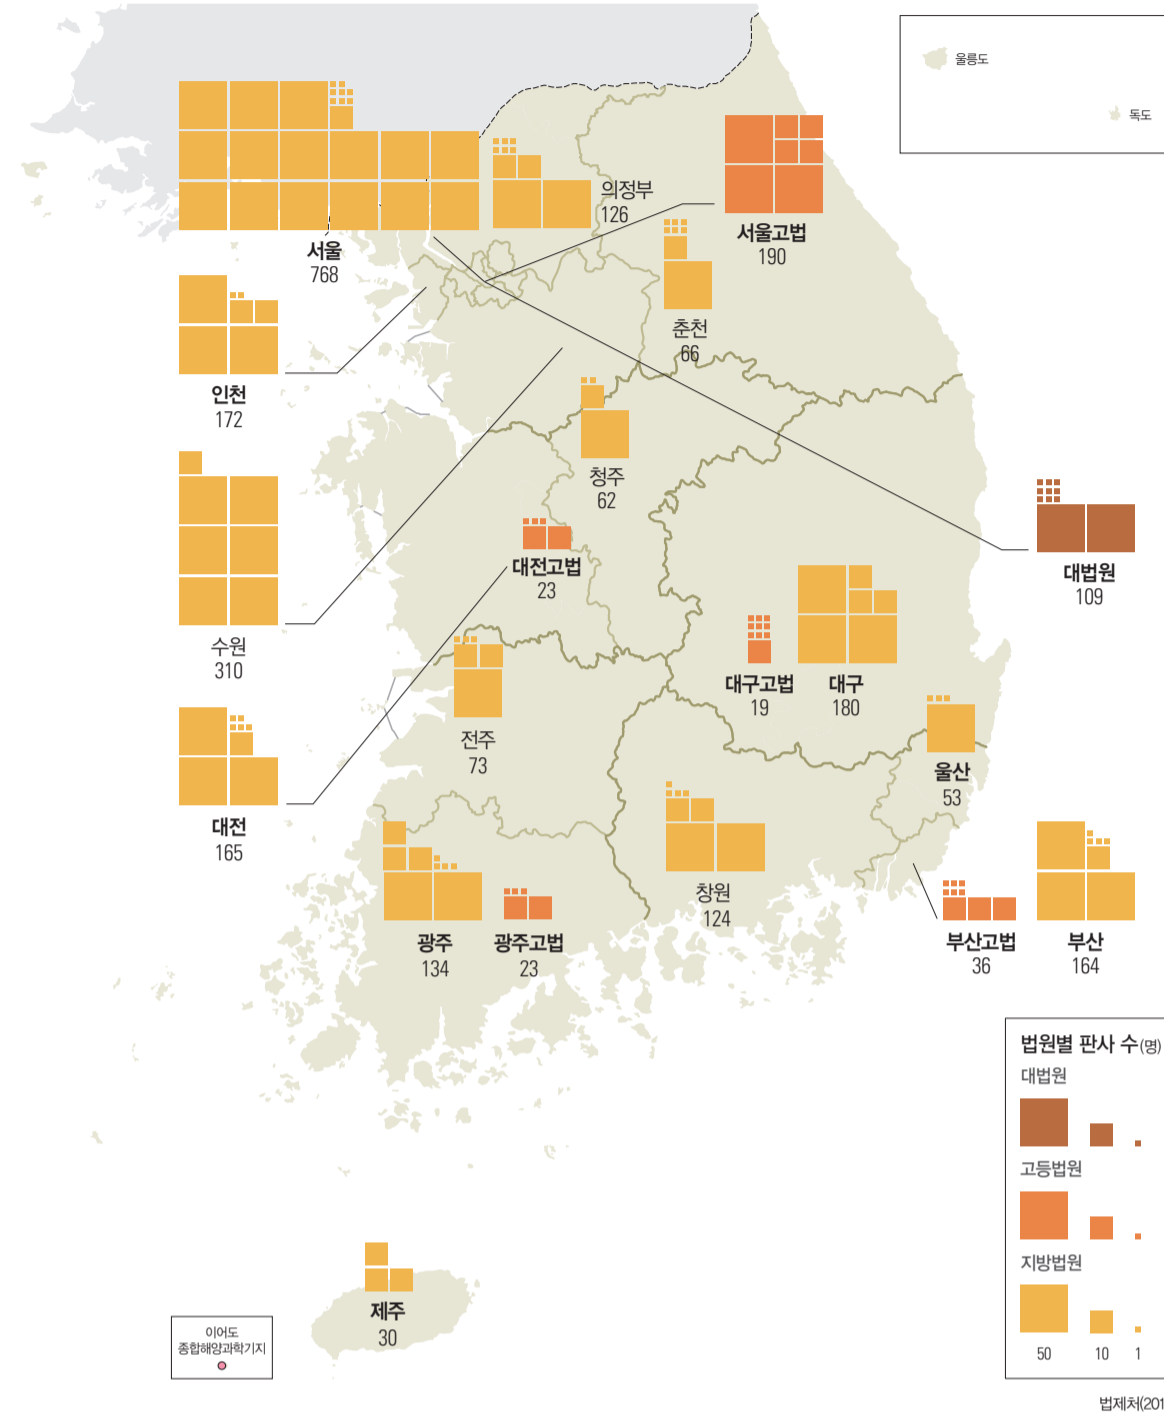 울릉도
독도
의정부
126
서울고법
190
서울
768
춘천
66
인천
172
청주
62
대전고법
23
대법원
109
수원
310
대구고법
19
대구
180
전주
73
울산
53
대전
165
창원
124
광주
134
광주고법
23
부산고법
36
부산
164
법원별 판사 수(명)
대법원
고등법원
지방법원
50 10 1
제주
30
이어도
종합해양과학기지
법제처(201